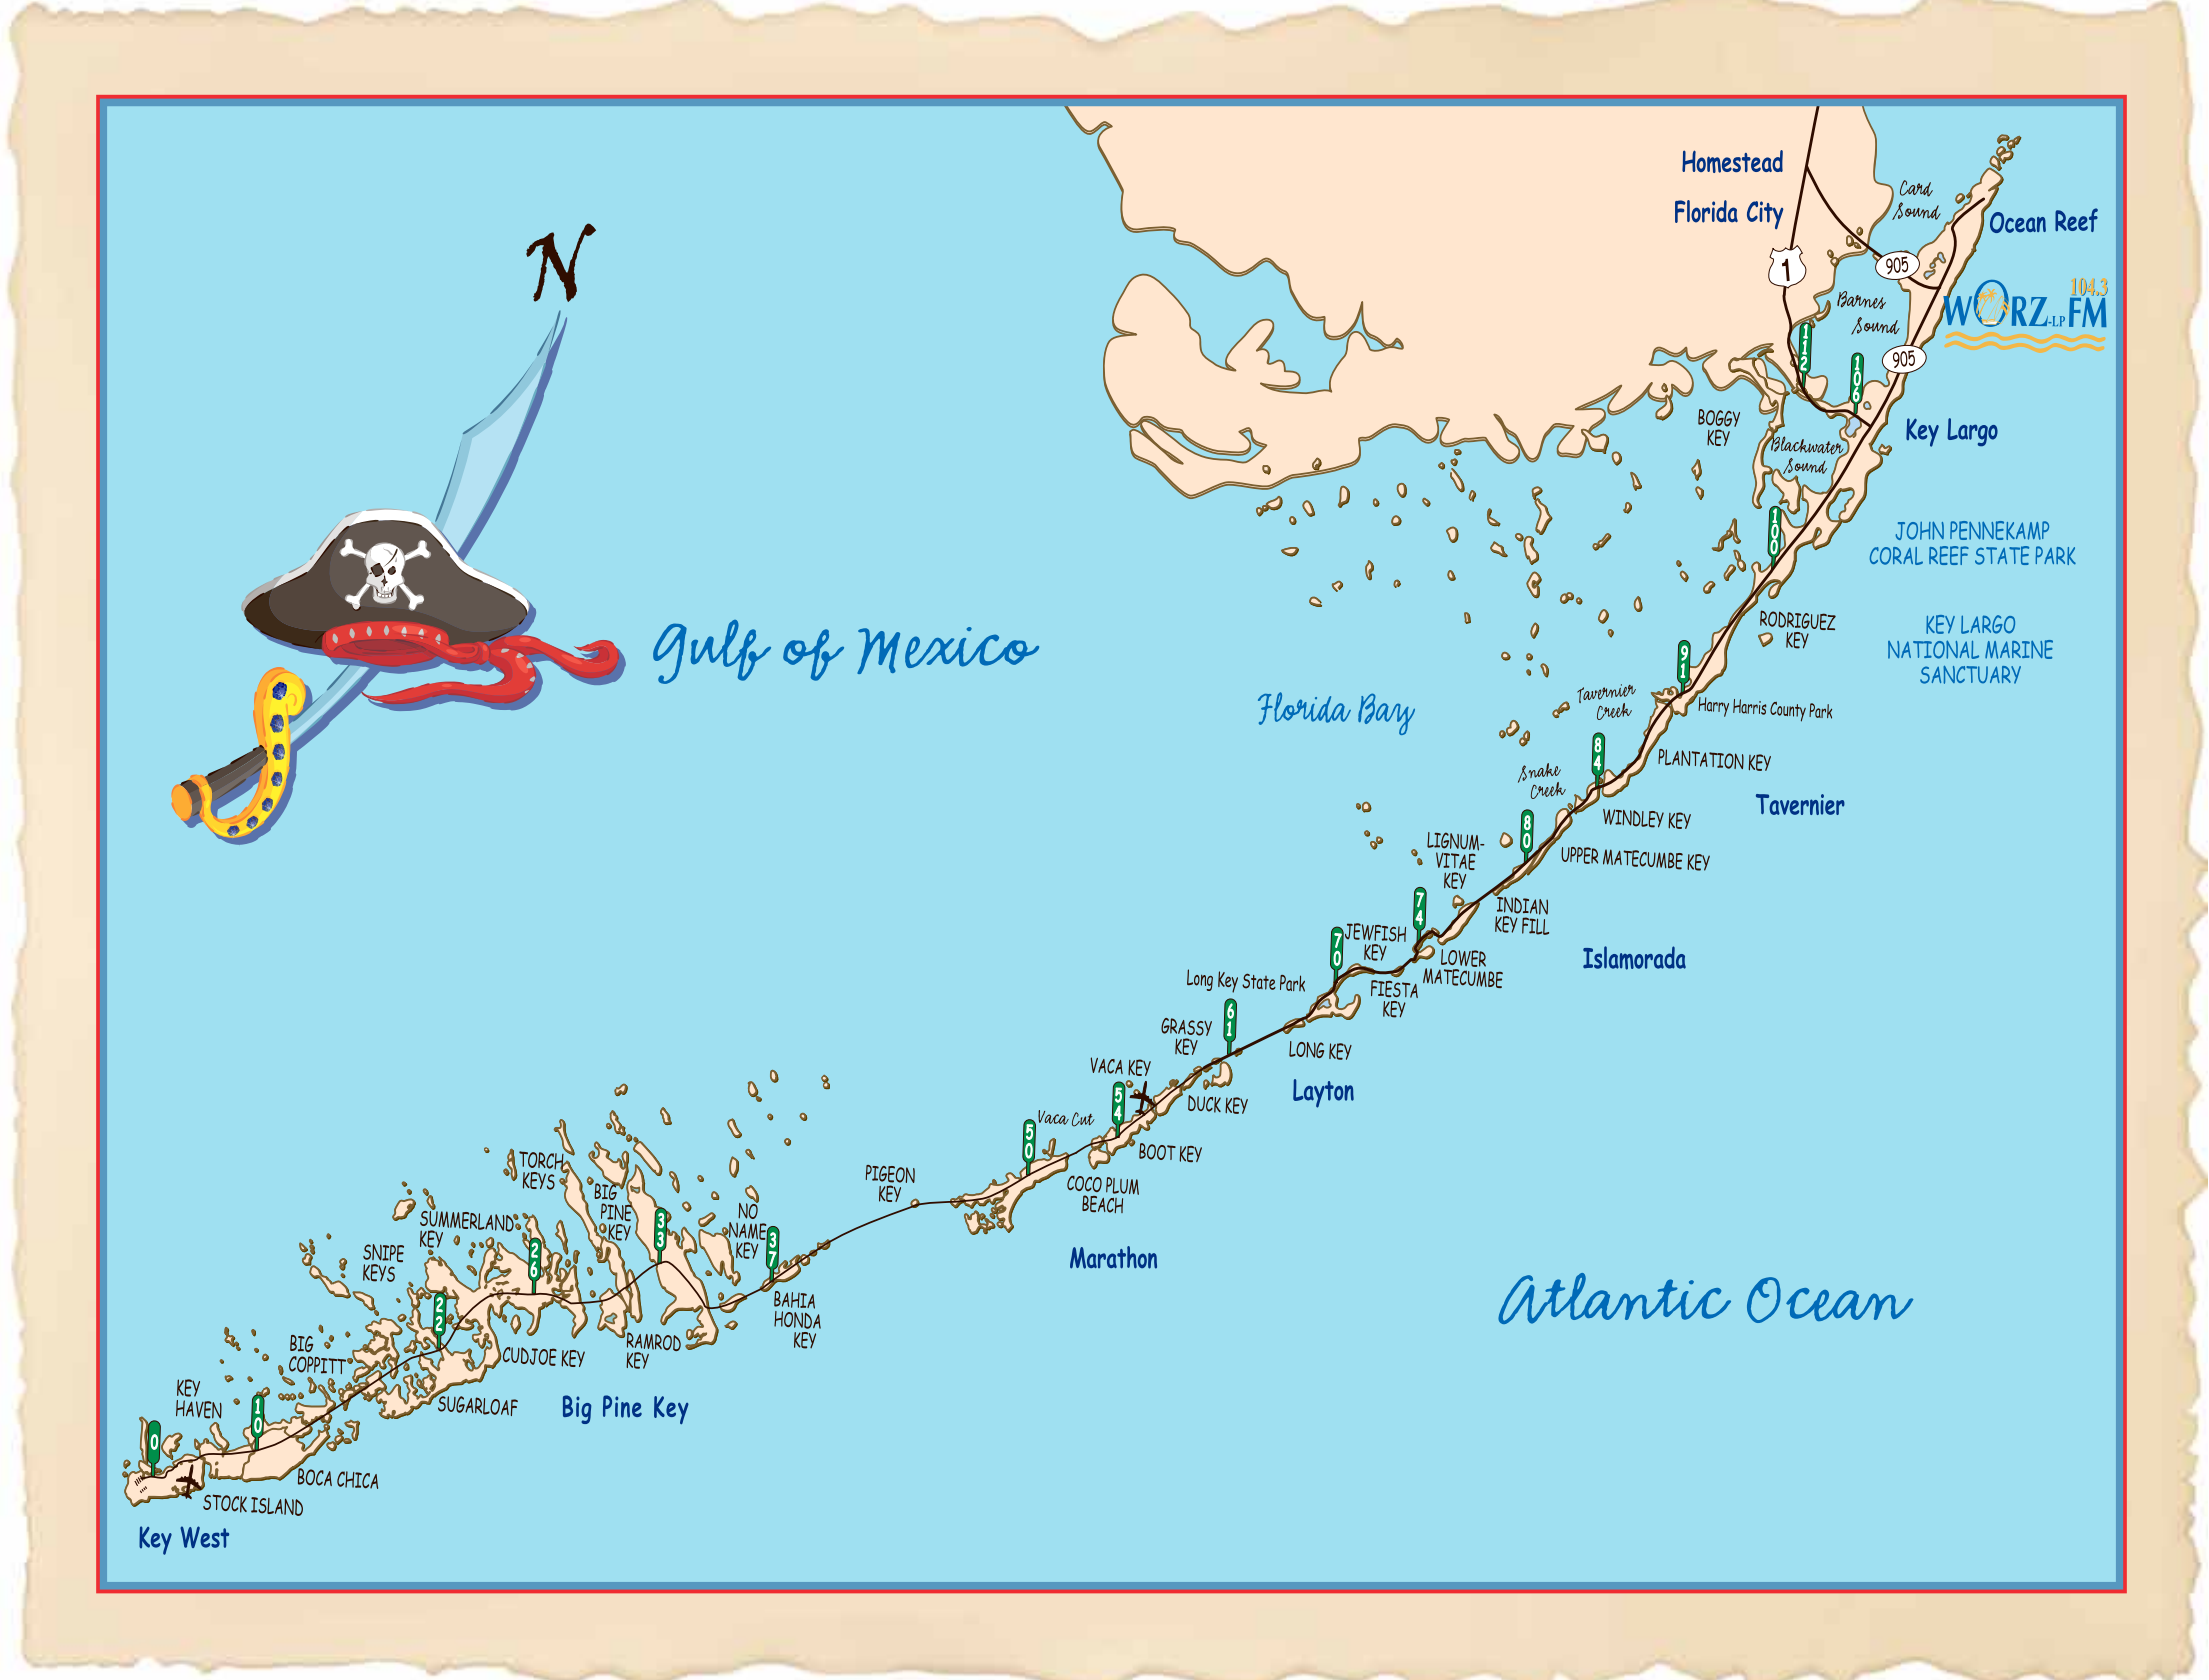 Homestead
Florida City
Card
Sound
Ocean Reef
N
1
905
104.3
WORZ-LP FM
Barnes
Sound
112
106
905
BOGGY
KEY
Key Largo
Blackwater
Sound
100
JOHN PENNEKAMP
CORAL REEF STATE PARK
KEY LARGO
NATIONAL MARINE
SANCTUARY
RODRIGUEZ
KEY
Gulf of Mexico
91
Florida Bay
Tavernier
Creek
Harry Harris County Park
84
PLANTATION KEY
Snake
Creek
Tavernier
WINDLEY KEY
80
LIGNUM-
VITAE
KEY
UPPER MATECUMBE KEY
74
INDIAN
KEY FILL
70
JEWFISH
KEY
Islamorada
LOWER
MATECUMBE
Long Key State Park
FIESTA
KEY
61
GRASSY
KEY
LONG KEY
VACA KEY
Layton
54
DUCK KEY
Vaca Cut
50
BOOT KEY
COCO PLUM
BEACH
PIGEON
KEY
Marathon
Atlantic Ocean
TORCH
KEYS
BIG
PINE
KEY
NO
NAME
KEY
33
37
SUMMERLAND
KEY
26
SNIPE
KEYS
22
BAHIA
HONDA
KEY
RAMROD
KEY
CUDJOE KEY
BIG
COPPITT
SUGARLOAF
Big Pine Key
KEY
HAVEN
10
0
BOCA CHICA
STOCK ISLAND
Key West